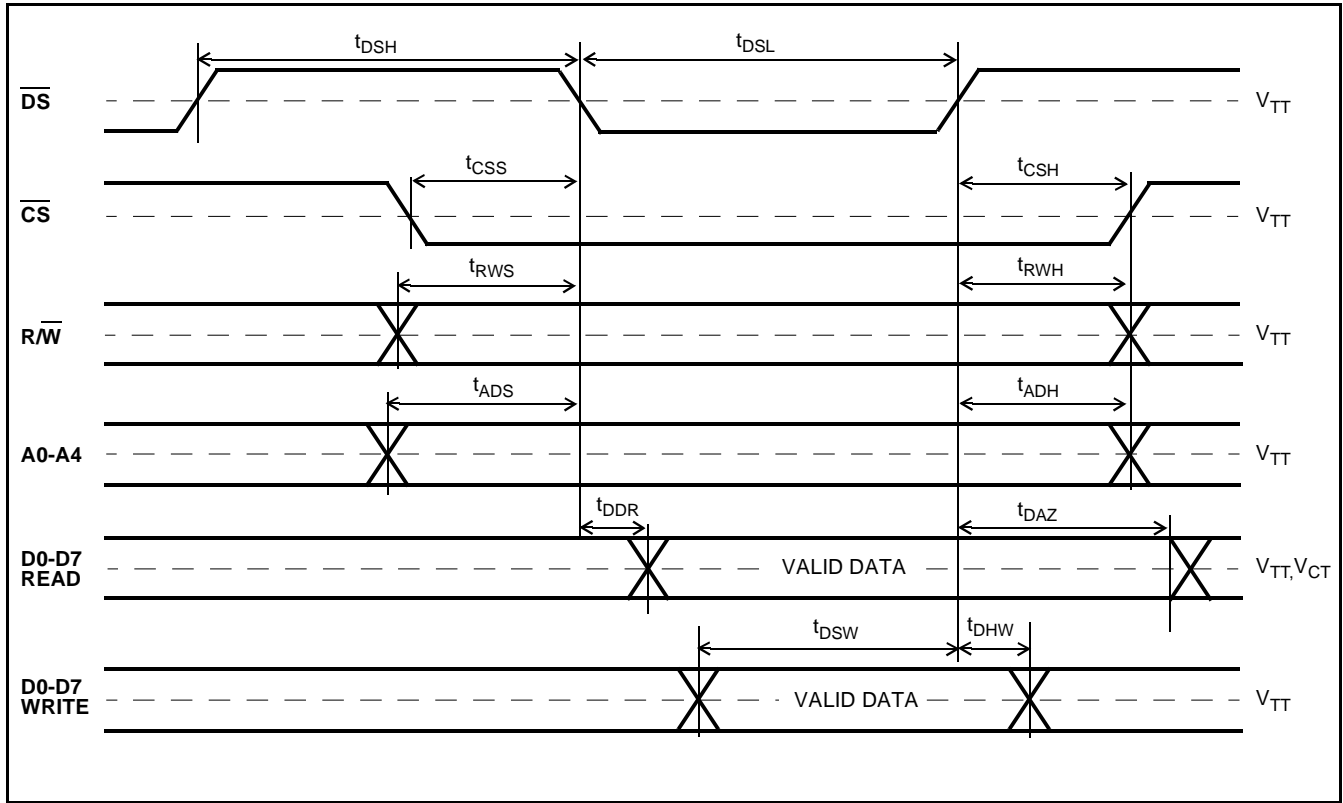 tDSH tDSL
DS VTT
tCSS tCSH
CS VTT
tRWS tRWH
R/W VTT
tADS tADH
A0-A4 VTT
tDDR tDAZ
D0-D7
READ VALID DATA VTT,VCT
tDSW tDHW
D0-D7
WRITE VALID DATA VTT